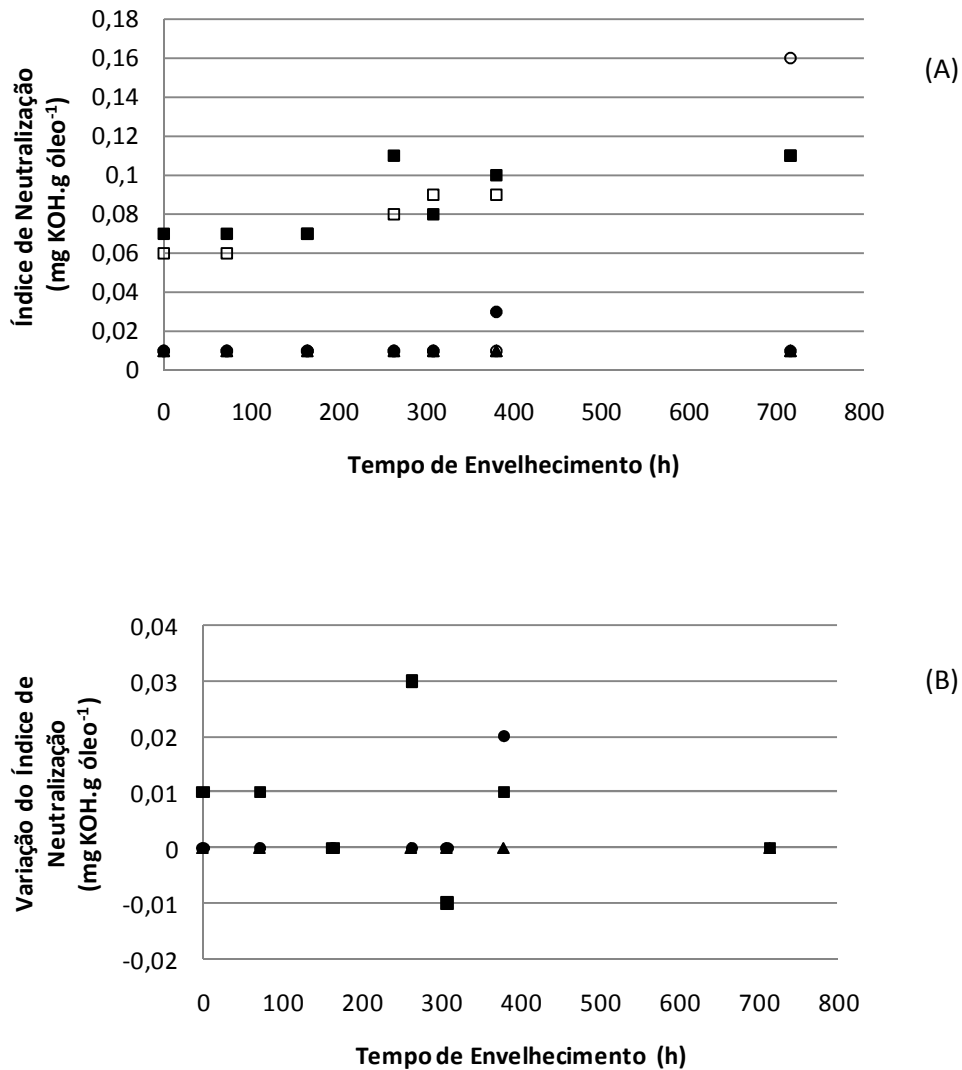 0,18
0,16
0,14
0,12
0,1
0,08
0,06
0,04
0,02
0
Índice de Neutralização
(mg KOH.g óleo⁻¹)
(A)
0 100 200 300 400 500 600 700 800
Tempo de Envelhecimento (h)
0,04
0,03
0,02
0,01
0
-0,01
-0,02
Variação do Índice de
Neutralização
(mg KOH.g óleo⁻¹)
(B)
0 100 200 300 400 500 600 700 800
Tempo de Envelhecimento (h)